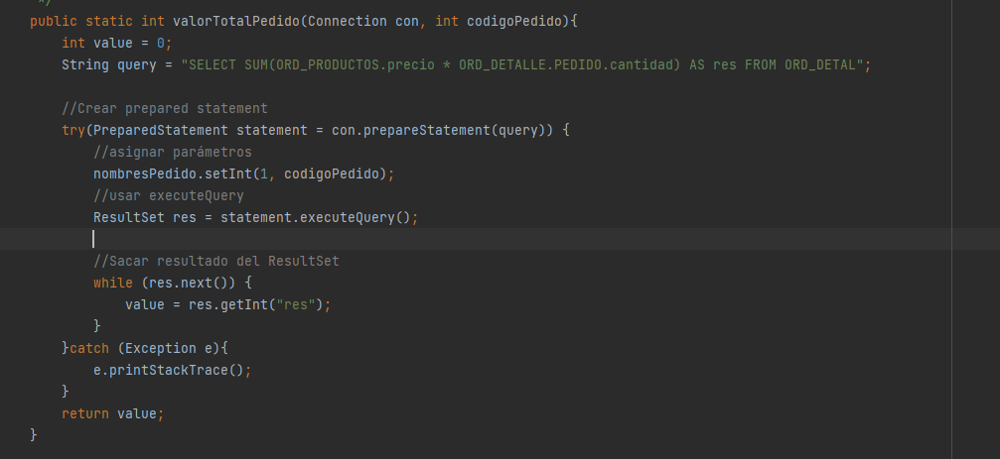 */
public static int valorTotalPedido(Connection con, int codigoPedido){
int value = 0;
String query = "SELECT SUM(ORD_PRODUCTOS.precio * ORD_DETALLE.PEDIDO.cantidad) AS res FROM ORD_DETAL";
//Crear prepared statement
try(PreparedStatement statement = con.prepareStatement(query)) {
//asignar parámetros
nombresPedido.setInt(1, codigoPedido);
//usar executeQuery
ResultSet res = statement.executeQuery();
//Sacar resultado del ResultSet
while (res.next()) {
value = res.getInt("res");
}
}catch (Exception e){
e.printStackTrace();
}
return value;
}